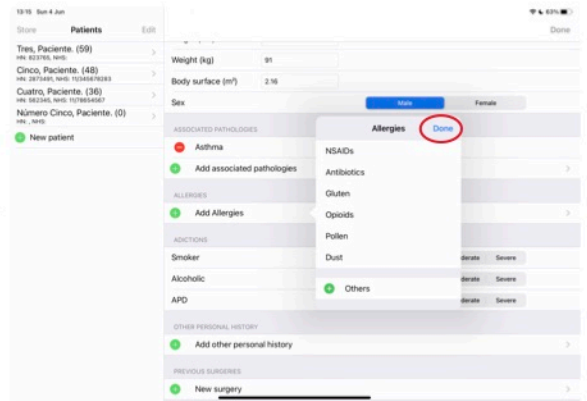 13:15 Sun 4 Jun
63%
Store Patients Edit
Done
Tres, Paciente. (59)
HN: 823765, NHS:
Cinco, Paciente. (48)
HN: 2873491, NHS: 11/345678283
Cuatro, Paciente. (36)
HN: 562345, NHS: 11/78654567
Número Cinco, Paciente. (0)
HN: , NHS:
New patient
Weight (kg) 91
Body surface (m²) 2.16
Sex Male Female
ASSOCIATED PATHOLOGIES
Asthma
Add associated pathologies
ALLERGIES
Add Allergies
ADICTIONS
Smoker derate Severe
Alcoholic derate Severe
APD derate Severe
OTHER PERSONAL HISTORY
Add other personal history
PREVIOUS SURGERIES
New surgery
Allergies Done
NSAIDs
Antibiotics
Gluten
Opioids
Pollen
Dust
Others